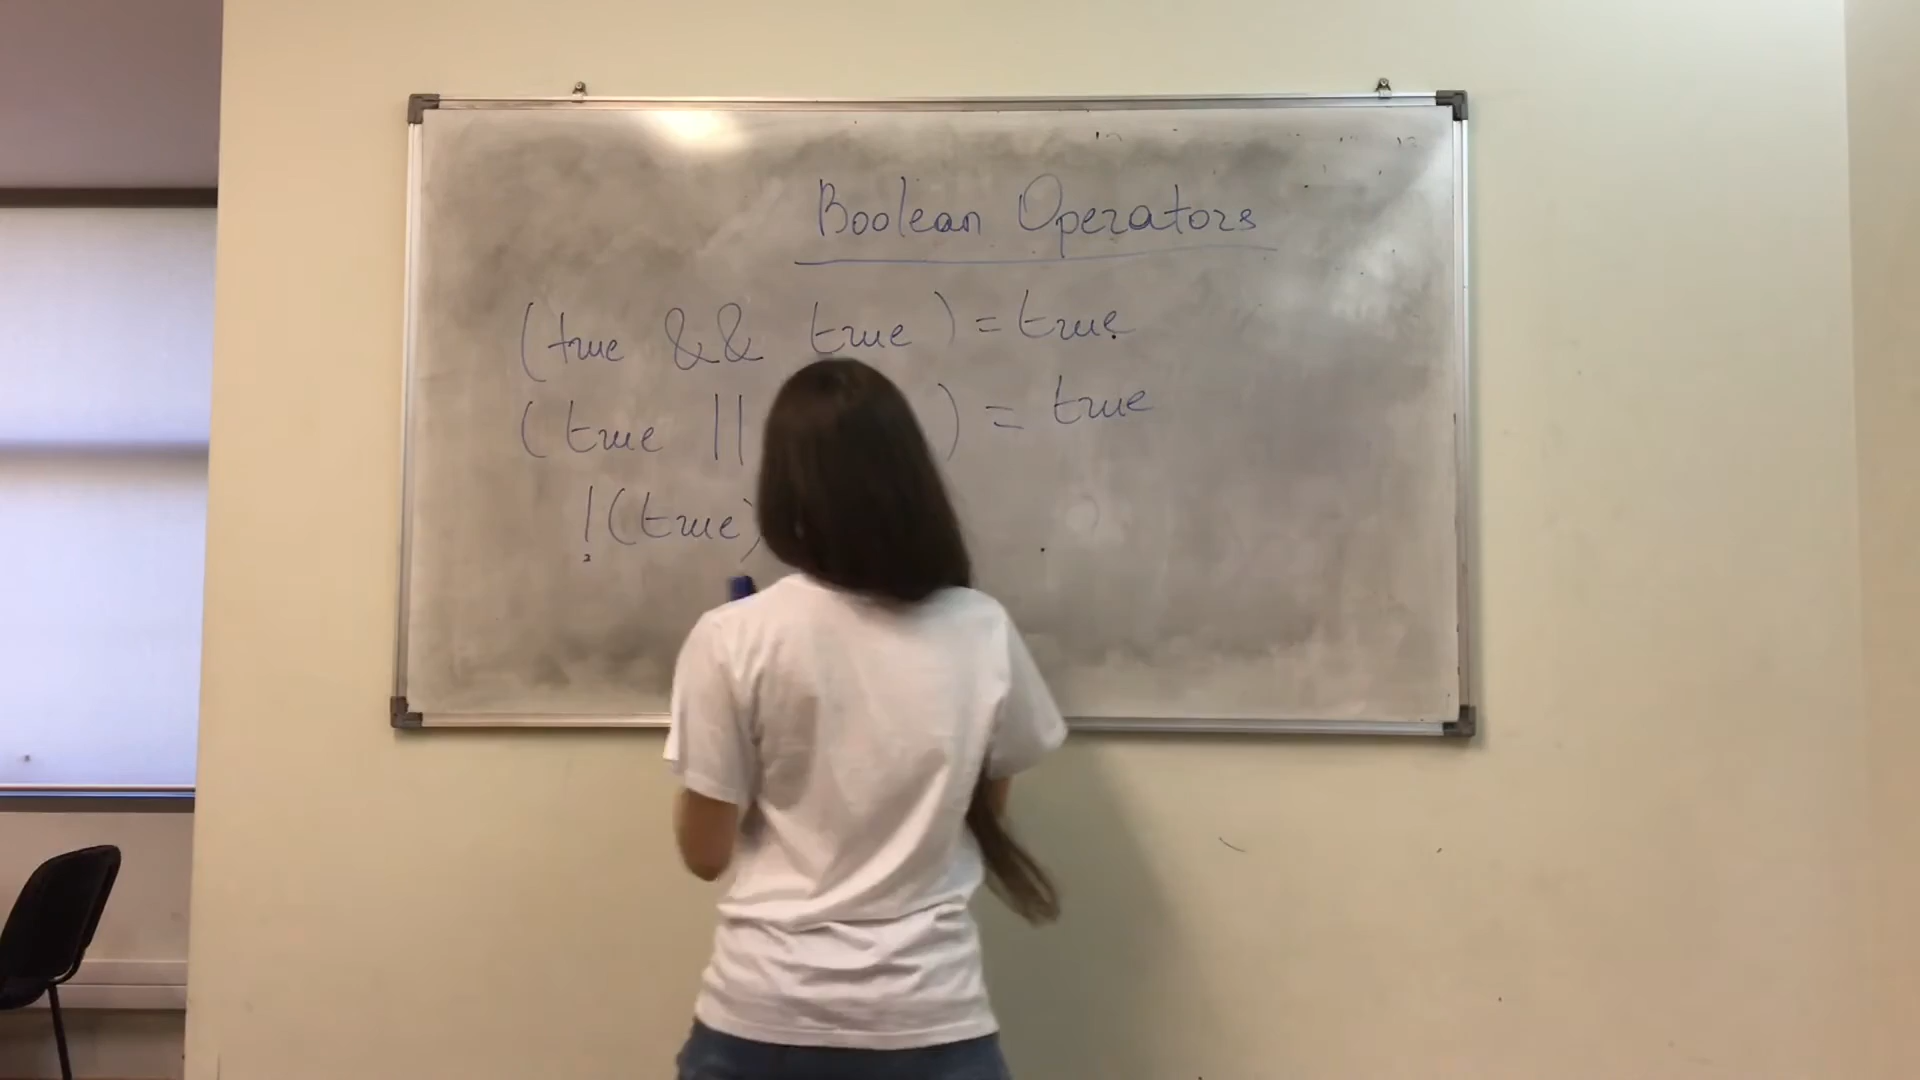 Boolean Operators
(true && true) = true
(true || ) = true
!(true)